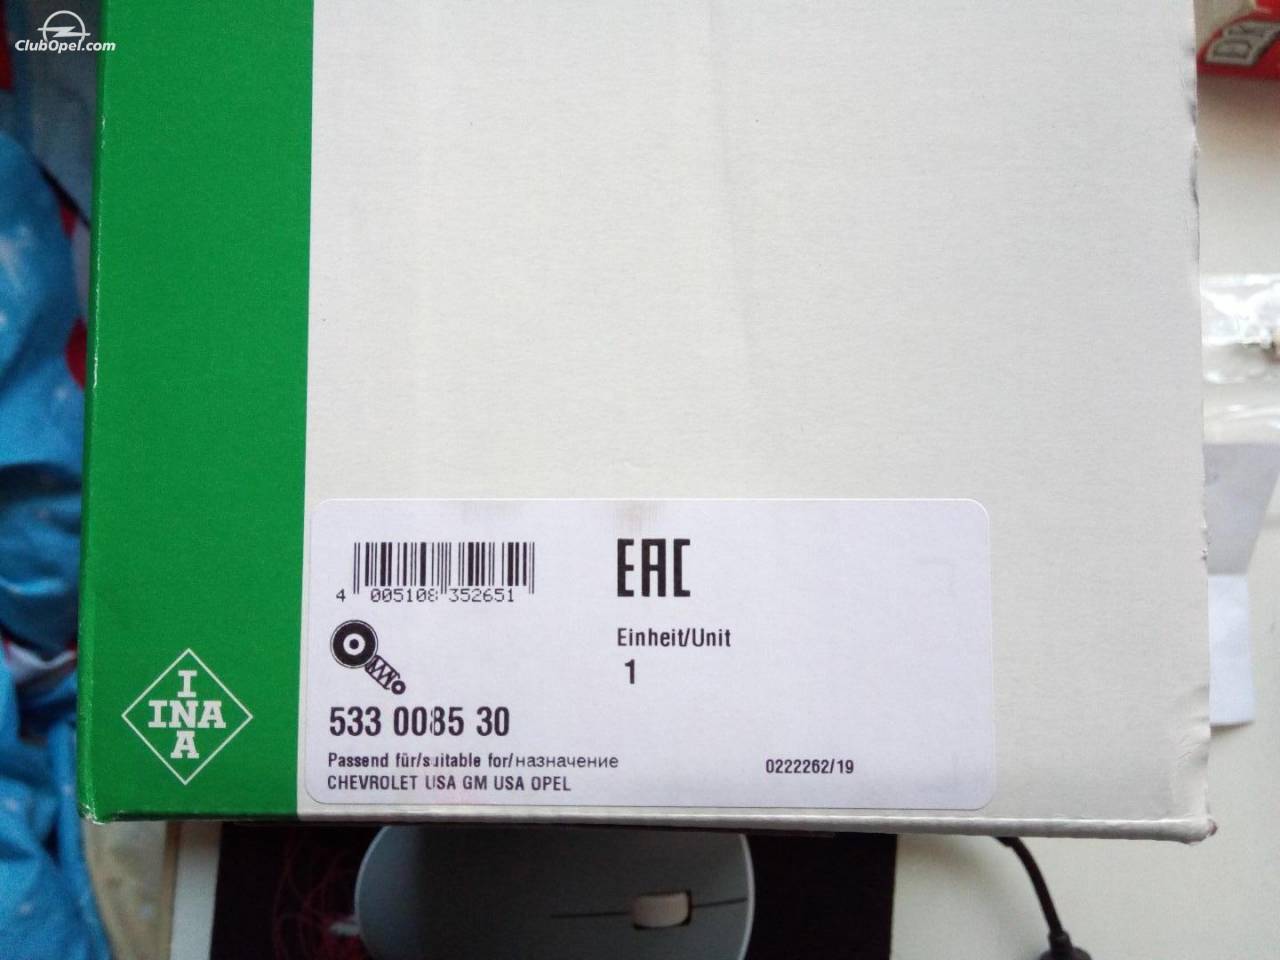 ClubOpel.com
EAC
4 005108 352651
Einheit/Unit
1
533 0085 30
Passend für/suitable for/назначение
CHEVROLET USA GM USA OPEL
0222262/19
INA
INA